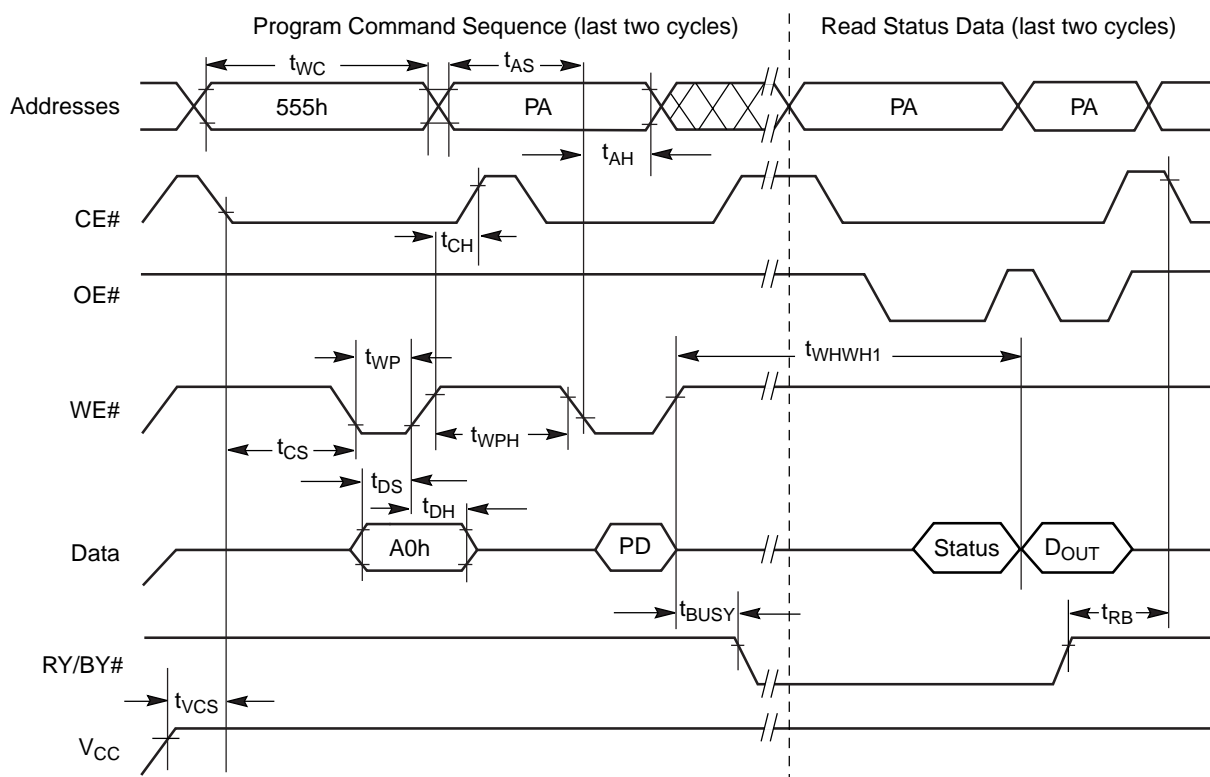 Program Command Sequence (last two cycles)
Read Status Data (last two cycles)
tWC
tAS
Addresses
555h
PA
PA
PA
tAH
CE#
tCH
OE#
tWP
tWHWH1
WE#
tCS
tWPH
tDS
tDH
Data
A0h
PD
Status
DOUT
tBUSY
tRB
RY/BY#
tVCS
VCC